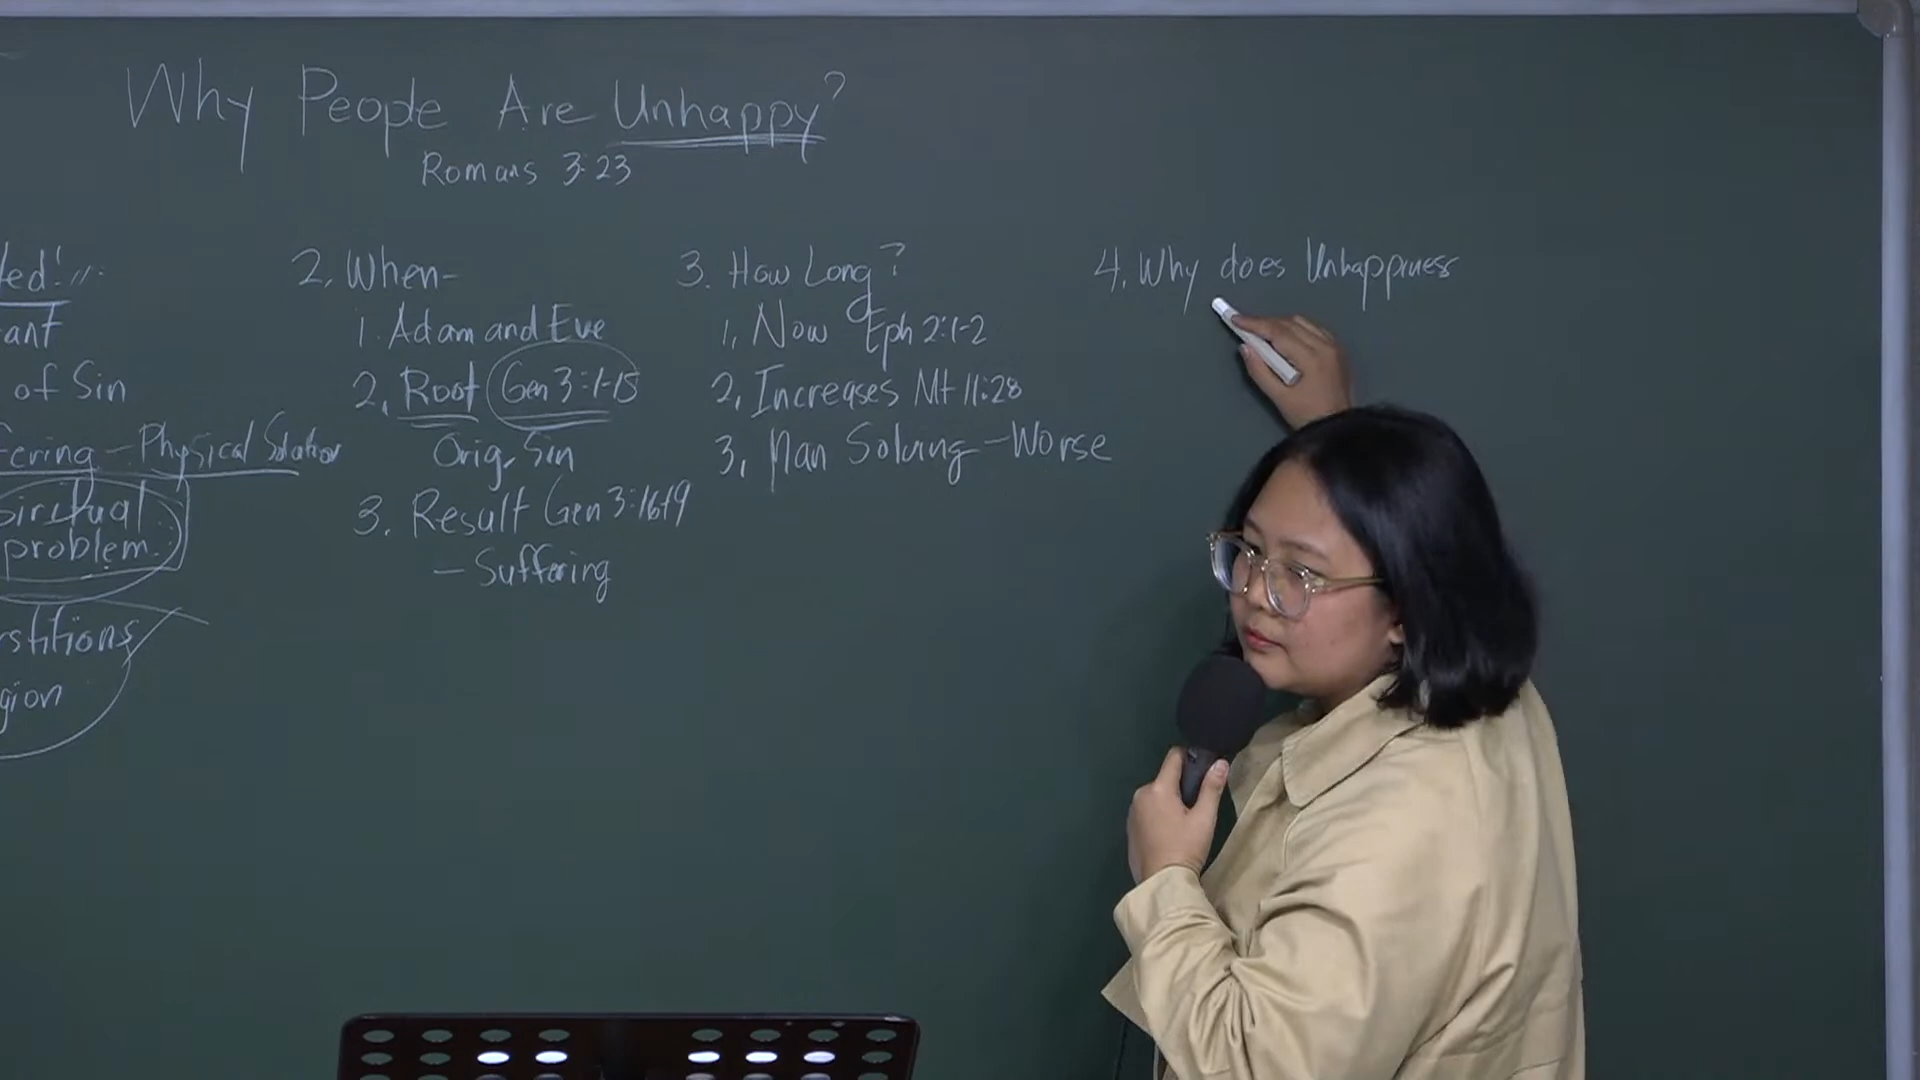 Why People Are Unhappy?
Romans 3:23
ed!
ant
of Sin
fering - Physical Solation
piritual
problem.
rstitions
gion
2. When-
1. Adam and Eve
2. Root Gen 3:1-15
Orig. Sin
3. Result Gen 3:16-19
- Suffering
3. How Long?
1. Now Eph 2:1-2
2. Increases Mt 11:28
3. Man Solving - Worse
4. Why does Unhappiness